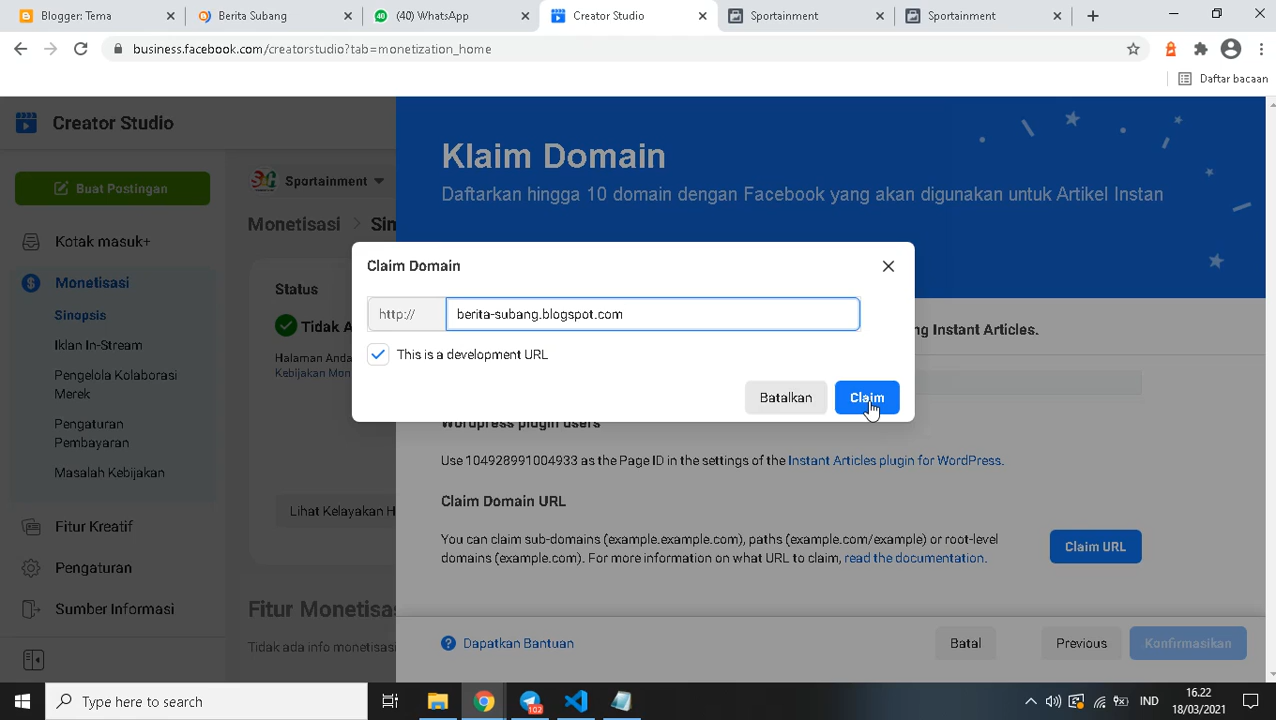 Blogger: Tema
Berita Subang
(40) WhatsApp
Creator Studio
Sportainment
Sportainment
business.facebook.com/creatorstudio?tab=monetization_home
Daftar bacaan
Creator Studio
Buat Postingan
Kotak masuk+
Monetisasi
Sinopsis
Iklan In-Stream
Pengelola Kolaborasi
Merek
Pengaturan
Pembayaran
Masalah Kebijakan
Fitur Kreatif
Pengaturan
Sumber Informasi
Sportainment
Monetisasi
Sin
Status
Tidak A
Halaman Anda
Kebijakan Mon
Lihat Kelayakan H
Fitur Monetisa
Tidak ada info monetisasi
Klaim Domain
Daftarkan hingga 10 domain dengan Facebook yang akan digunakan untuk Artikel Instan
Claim Domain
http://
berita-subang.blogspot.com
This is a development URL
Batalkan
Claim
ng Instant Articles.
Wordpress plugin users
Use 104928991004933 as the Page ID in the settings of the Instant Articles plugin for WordPress.
Claim Domain URL
You can claim sub-domains (example.example.com), paths (example.com/example) or root-level
domains (example.com). For more information on what URL to claim, read the documentation.
Claim URL
Dapatkan Bantuan
Batal
Previous
Konfirmasikan
Type here to search
102
IND
16.22
18/03/2021